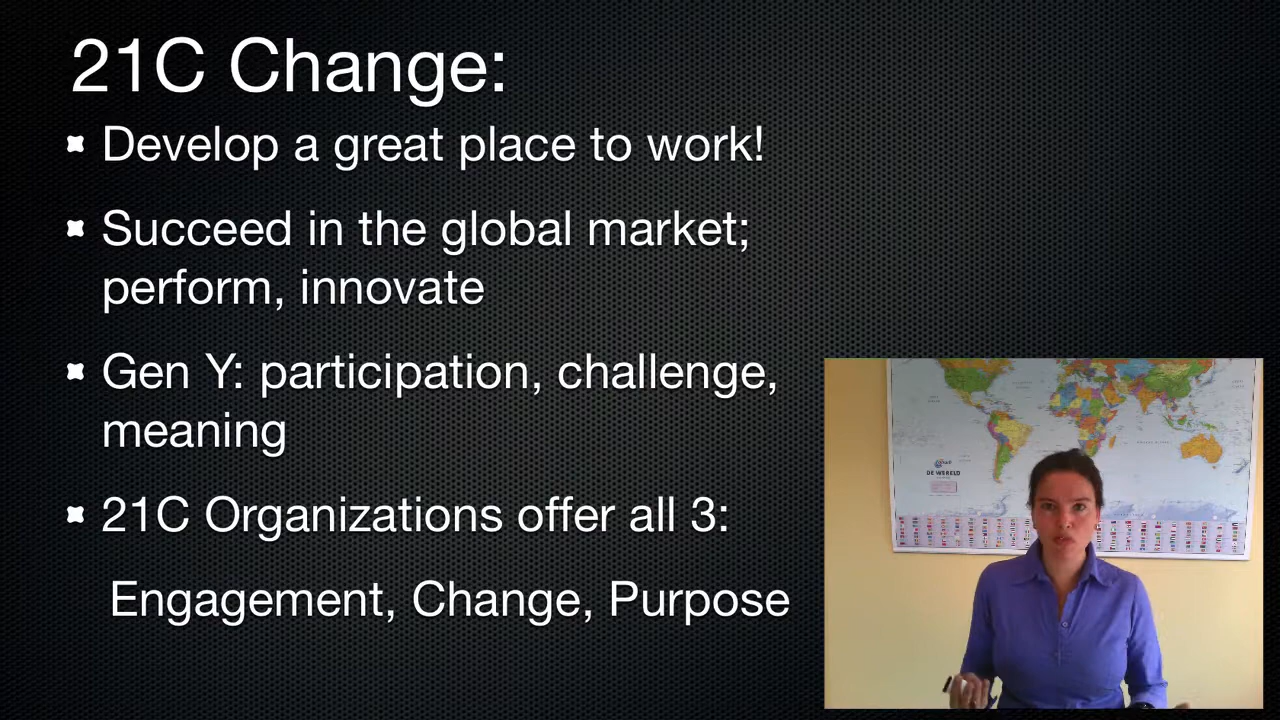 21C Change:
Develop a great place to work!
Succeed in the global market;
perform, innovate
Gen Y: participation, challenge,
meaning
21C Organizations offer all 3:
Engagement, Change, Purpose
DE WERELD